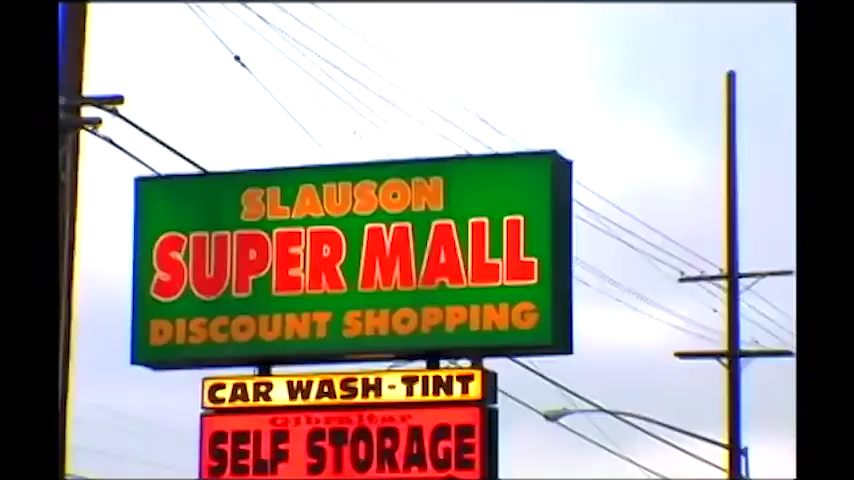 SLAUSON
SUPER MALL
DISCOUNT SHOPPING
CAR WASH-TINT
Gibraltar
SELF STORAGE